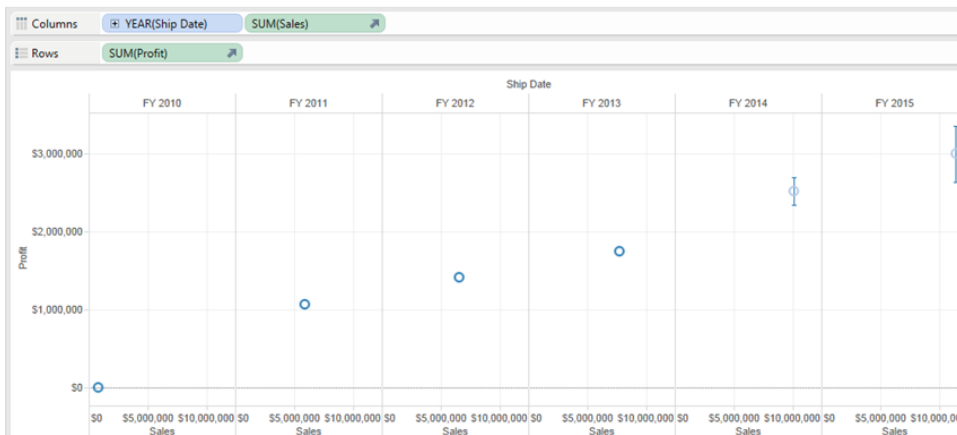 Columns YEAR(Ship Date) SUM(Sales)
Rows SUM(Profit)
Ship Date
FY 2010 FY 2011 FY 2012 FY 2013 FY 2014 FY 2015
$3,000,000
$2,000,000
Profit
$1,000,000
$0
$0 $5,000,000 $10,000,000 $0 $5,000,000 $10,000,000 $0 $5,000,000 $10,000,000 $0 $5,000,000 $10,000,000 $0 $5,000,000 $10,000,000 $0 $5,000,000
Sales Sales Sales Sales Sales Sales